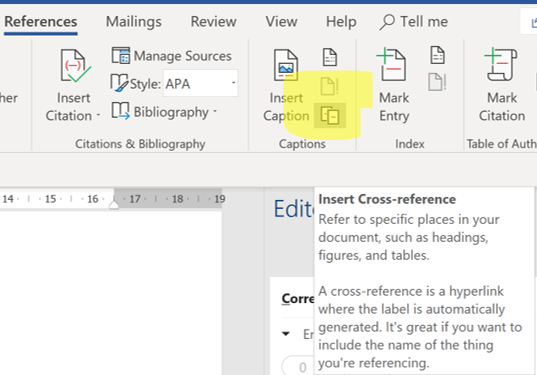 References Mailings Review View Help Tell me
her
Insert
Citation
Manage Sources
Style: APA
Bibliography
Citations & Bibliography
Insert
Caption
Captions
Mark
Entry
Index
Mark
Citation
Table of Auth
14 15 16 17 18 19
Edit
Insert Cross-reference
Refer to specific places in your
document, such as headings,
figures, and tables.
A cross-reference is a hyperlink
where the label is automatically
generated. It's great if you want to
include the name of the thing
you're referencing.
Corre
Er
0